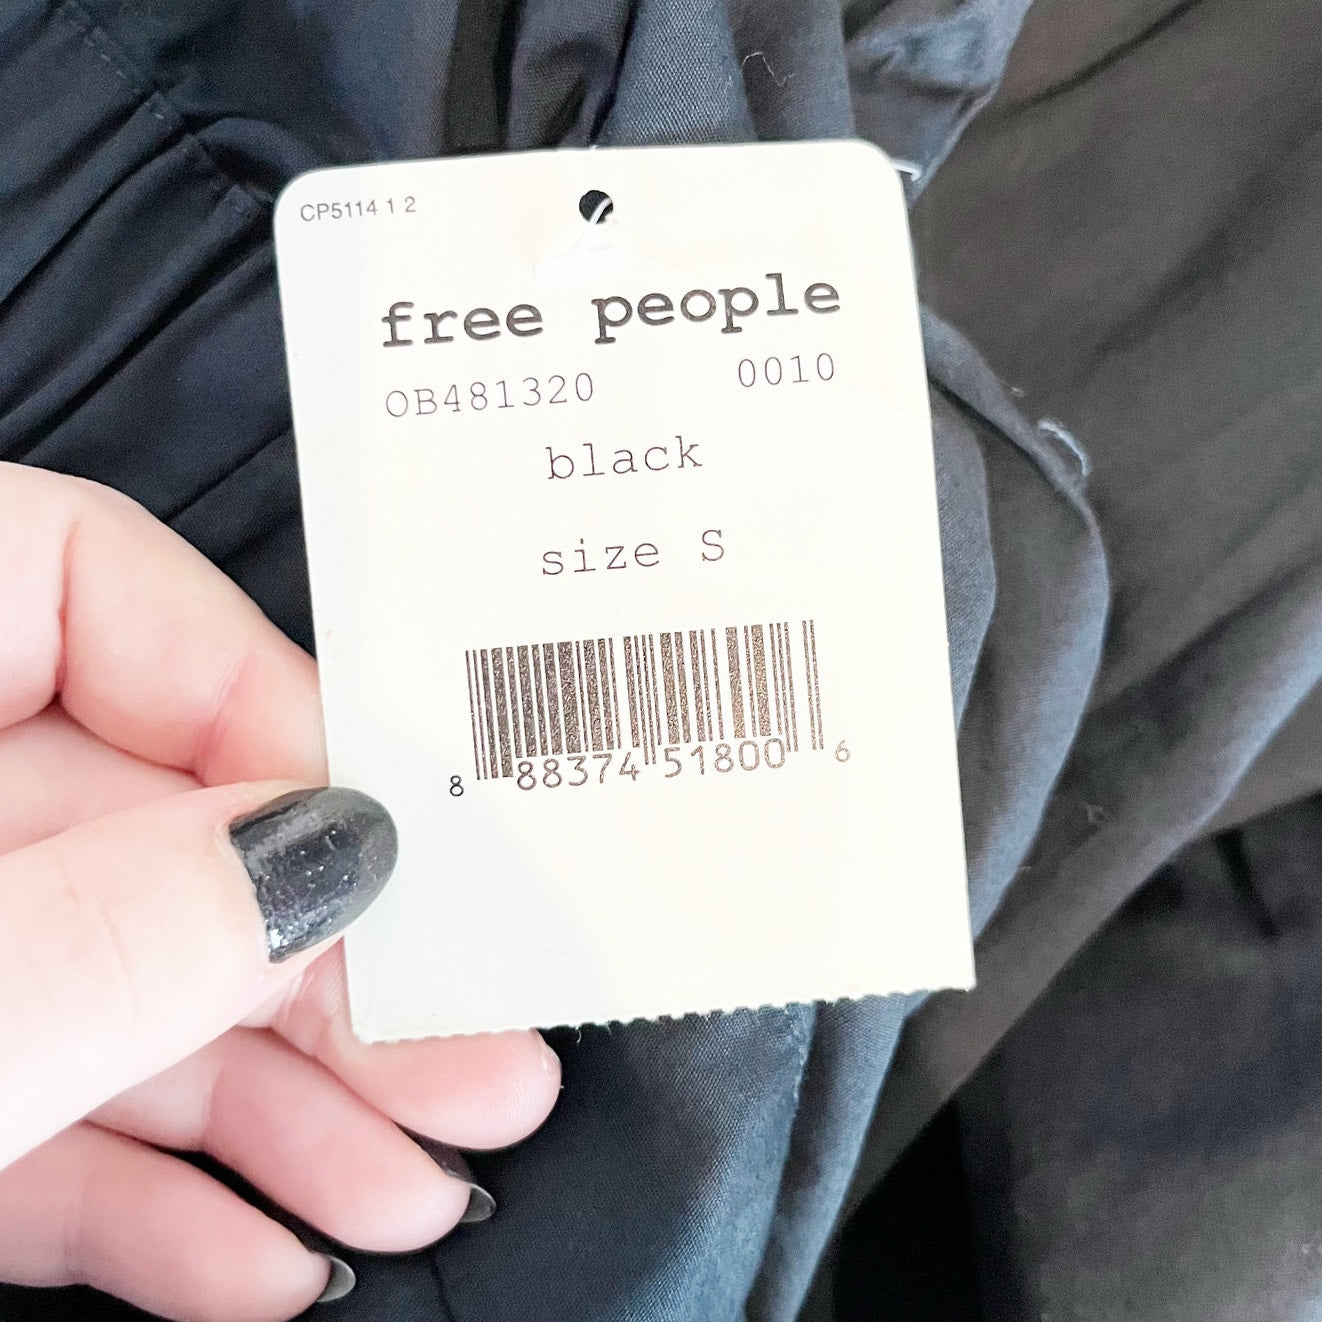 CP5114 1 2
free people
OB481320 0010
black
size S
8 88374 51800 6